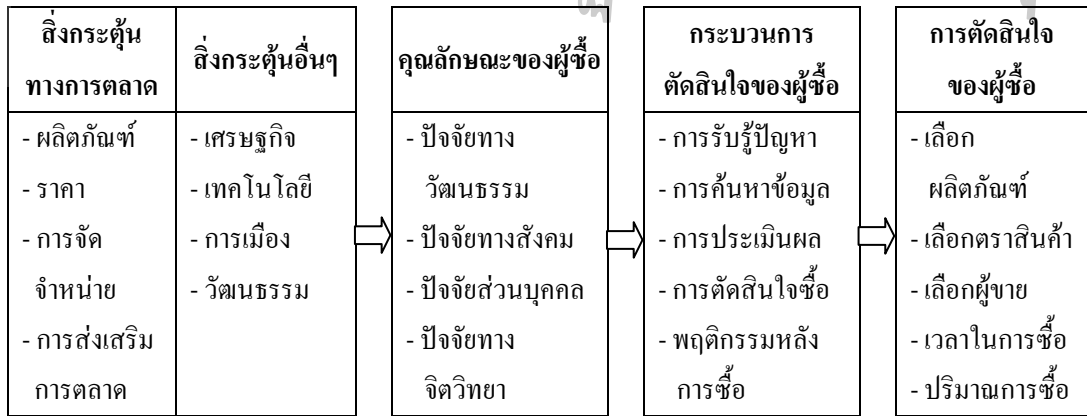 สิ่งกระตุ้น
ทางการตลาด
- ผลิตภัณฑ์
- ราคา
- การจัด
จำหน่าย
- การส่งเสริม
การตลาด
สิ่งกระตุ้นอื่นๆ
- เศรษฐกิจ
- เทคโนโลยี
- การเมือง
- วัฒนธรรม
คุณลักษณะของผู้ซื้อ
- ปัจจัยทาง
วัฒนธรรม
- ปัจจัยทางสังคม
- ปัจจัยส่วนบุคคล
- ปัจจัยทาง
จิตวิทยา
กระบวนการ
ตัดสินใจของผู้ซื้อ
- การรับรู้ปัญหา
- การค้นหาข้อมูล
- การประเมินผล
- การตัดสินใจซื้อ
- พฤติกรรมหลัง
การซื้อ
การตัดสินใจ
ของผู้ซื้อ
- เลือก
ผลิตภัณฑ์
- เลือกตราสินค้า
- เลือกผู้ขาย
- เวลาในการซื้อ
- ปริมาณการซื้อ